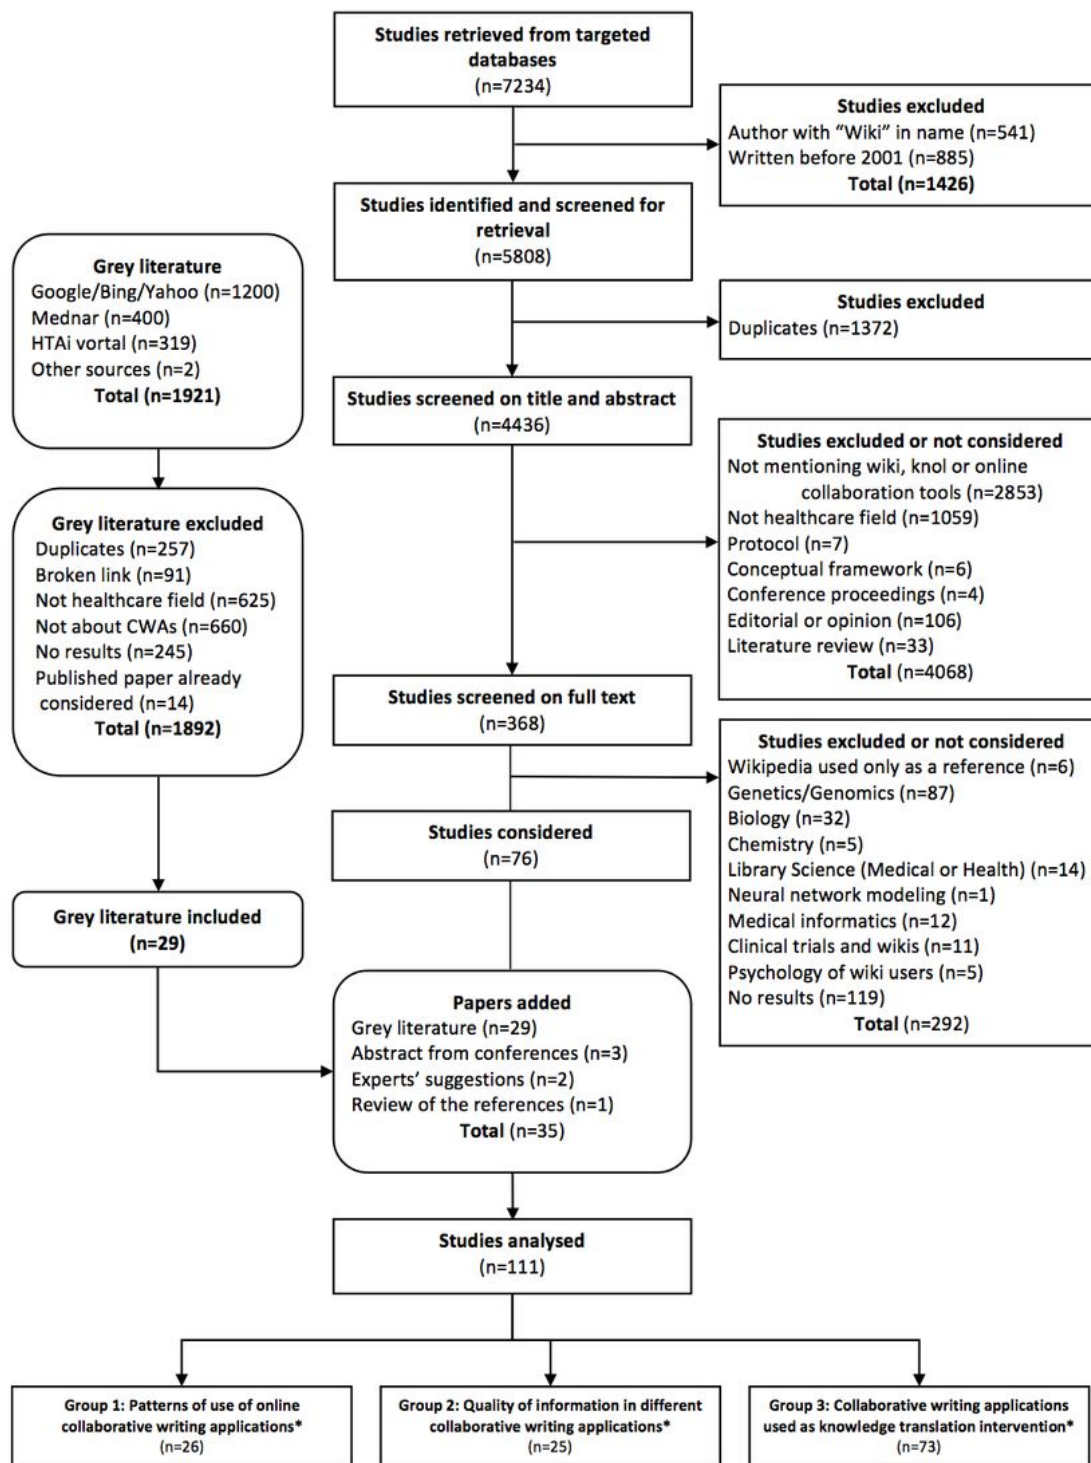 Studies retrieved from targeted
databases
(n=7234)
Studies excluded
Author with “Wiki” in name (n=541)
Written before 2001 (n=885)
Total (n=1426)
Studies identified and screened for
retrieval
(n=5808)
Grey literature
Google/Bing/Yahoo (n=1200)
Mednar (n=400)
HTAi vortal (n=319)
Other sources (n=2)
Total (n=1921)
Studies excluded
Duplicates (n=1372)
Studies screened on title and abstract
(n=4436)
Studies excluded or not considered
Not mentioning wiki, knol or online
collaboration tools (n=2853)
Not healthcare field (n=1059)
Protocol (n=7)
Conceptual framework (n=6)
Conference proceedings (n=4)
Editorial or opinion (n=106)
Literature review (n=33)
Total (n=4068)
Grey literature excluded
Duplicates (n=257)
Broken link (n=91)
Not healthcare field (n=625)
Not about CWAs (n=660)
No results (n=245)
Published paper already
considered (n=14)
Total (n=1892)
Studies screened on full text
(n=368)
Studies excluded or not considered
Wikipedia used only as a reference (n=6)
Genetics/Genomics (n=87)
Biology (n=32)
Chemistry (n=5)
Library Science (Medical or Health) (n=14)
Neural network modeling (n=1)
Medical informatics (n=12)
Clinical trials and wikis (n=11)
Psychology of wiki users (n=5)
No results (n=119)
Total (n=292)
Studies considered
(n=76)
Grey literature included
(n=29)
Papers added
Grey literature (n=29)
Abstract from conferences (n=3)
Experts’ suggestions (n=2)
Review of the references (n=1)
Total (n=35)
Studies analysed
(n=111)
Group 1: Patterns of use of online
collaborative writing applications*
(n=26)
Group 2: Quality of information in different
collaborative writing applications*
(n=25)
Group 3: Collaborative writing applications
used as knowledge translation intervention*
(n=73)